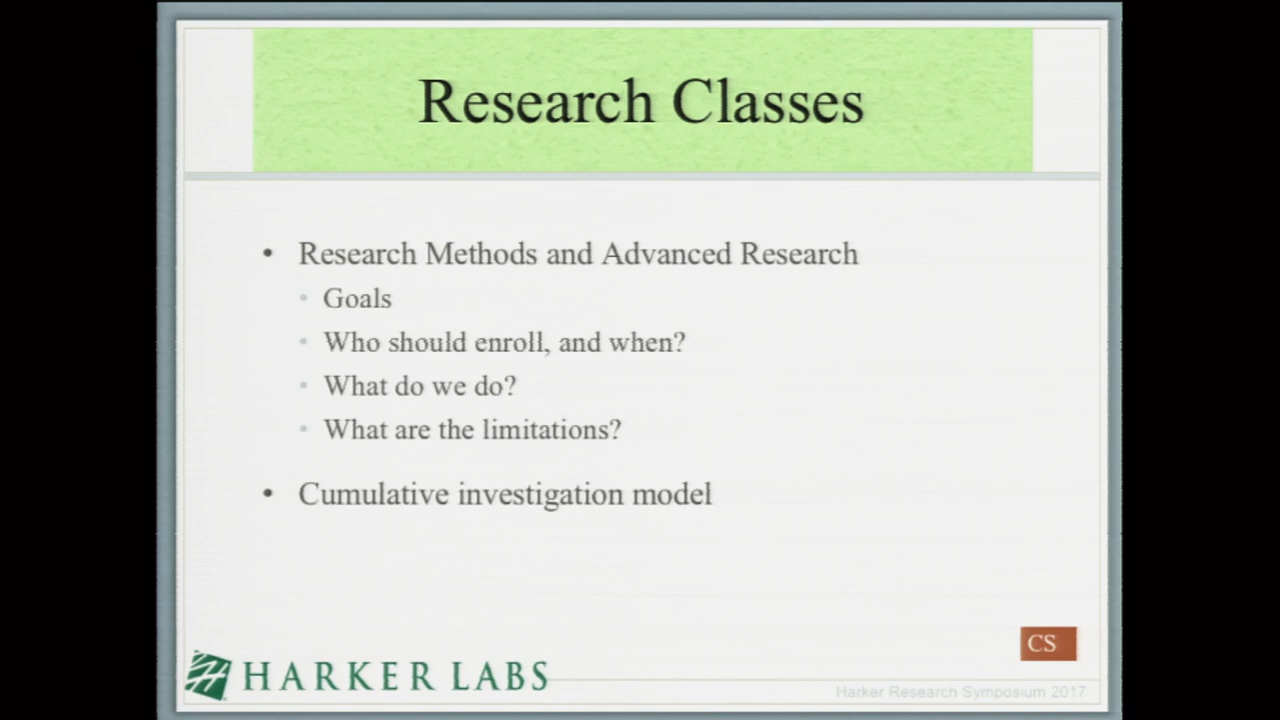 Research Classes
• Research Methods and Advanced Research
• Goals
• Who should enroll, and when?
• What do we do?
• What are the limitations?
• Cumulative investigation model
CS
HARKER LABS
Harker Research Symposium 2017